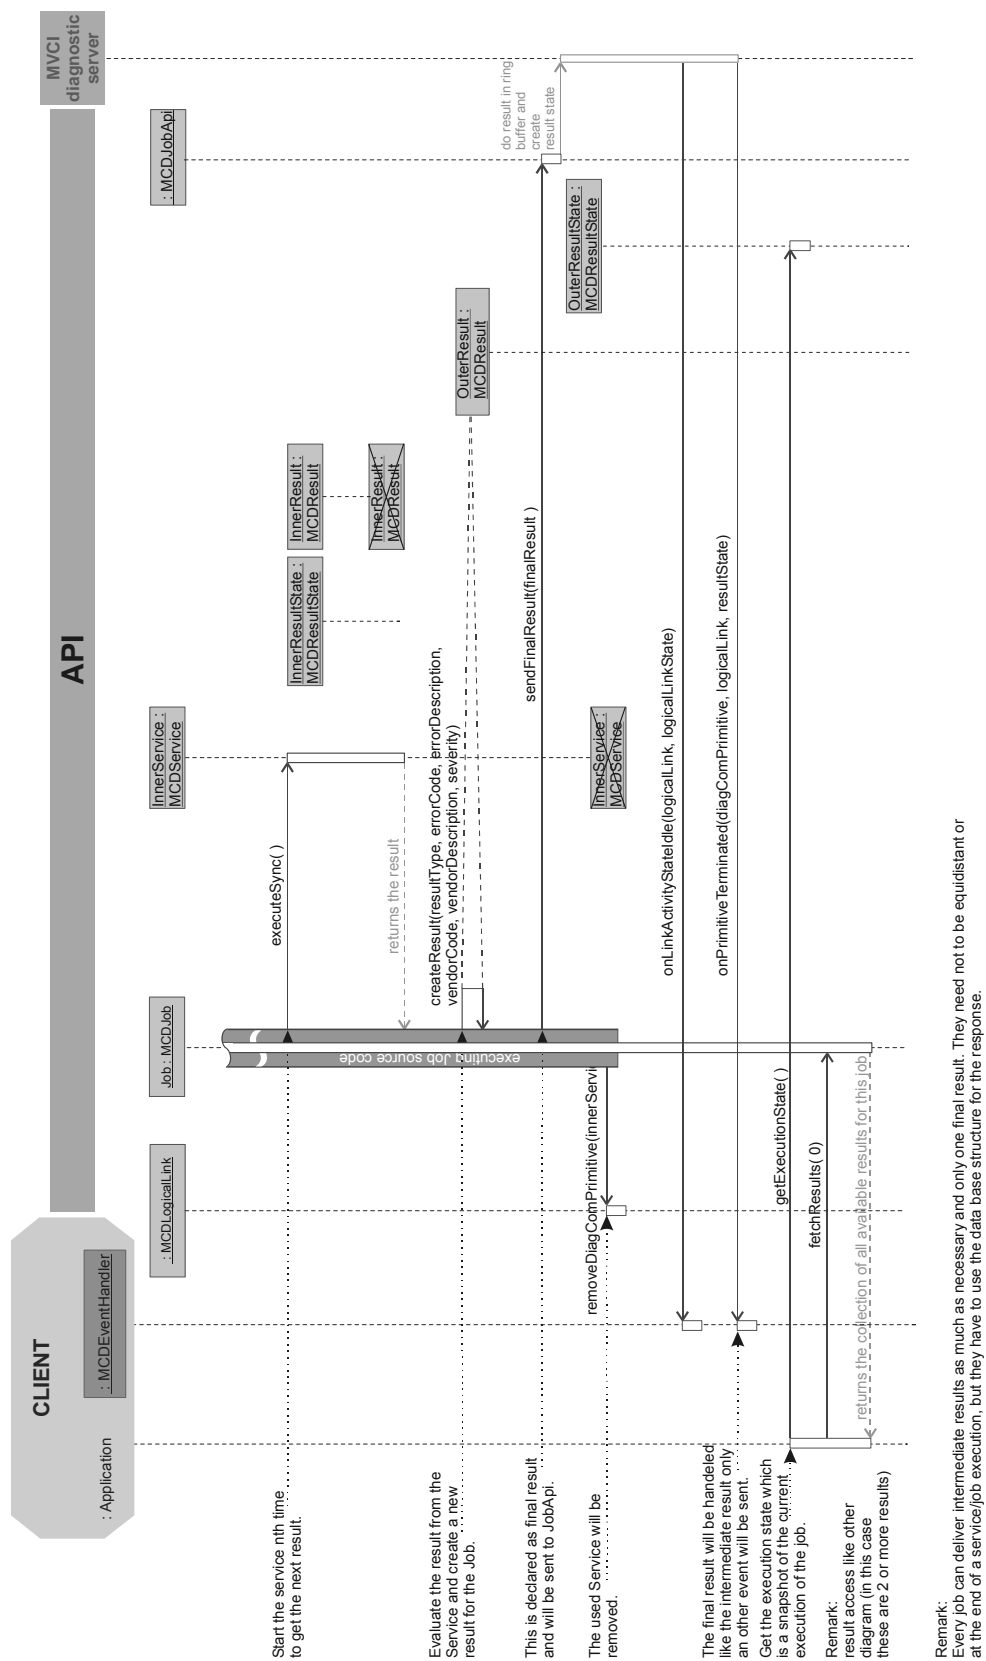 CLIENT
API
MVCI
diagnostic
server
: Application
: MCDEventHandler
: MCDLogicalLink
Job : MCDJob
InnerService :
MCDService
: MCDJobApi
Start the service nth time
to get the next result.
executing Job source code
executeSync( )
InnerResultState :
MCDResultState
InnerResult :
MCDResult
returns the result
InnerResult :
MCDResult
Evaluate the result from the
Service and create a new
result for the Job.
createResult(resultType, errorCode, errorDescription,
vendorCode, vendorDescription, severity)
OuterResult :
MCDResult
This is declared as final result
and will be sent to JobApi.
sendFinalResult(finalResult )
do result in ring
buffer and
create
result state
OuterResultState :
MCDResultState
The used Service will be
removed.
removeDiagComPrimitive(innerServic
InnerService :
MCDService
onLinkActivityStateIdle(logicalLink, logicalLinkState)
The final result will be handeled
like the intermediate result only
an other event will be sent.
onPrimitiveTerminated(diagComPrimitive, logicalLink, resultState)
Get the execution state which
is a snapshot of the current
execution of the job.
getExecutionState( )
fetchResults( 0)
Remark:
result access like other
diagram (in this case
these are 2 or more results)
returns the collection of all available results for this job
Remark:
Every job can deliver intermediate results as much as necessary and only one final result. They need not to be equidistant or
at the end of a service/job execution, but they have to use the data base structure for the response.